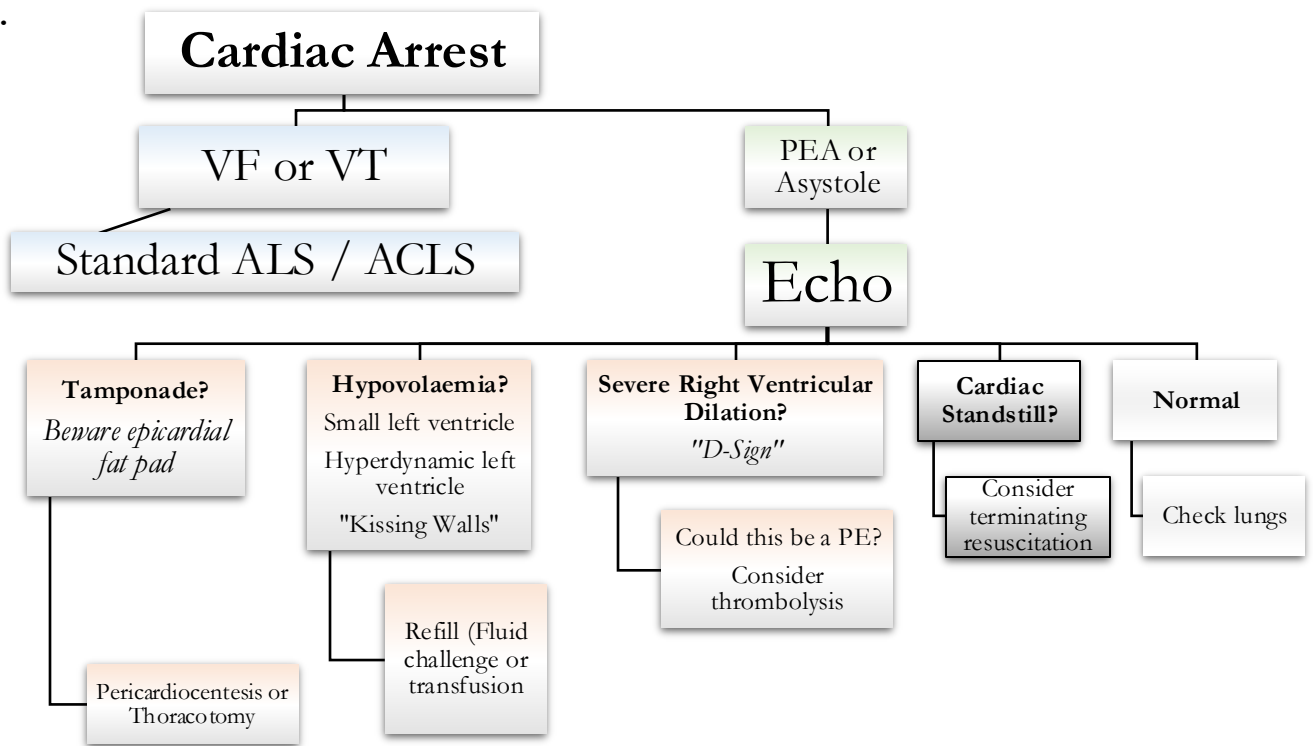 .
Cardiac Arrest
VF or VT
PEA or
Asystole
Standard ALS / ACLS
Echo
Tamponade?
Beware epicardial
fat pad
Hypovolaemia?
Small left ventricle
Hyperdynamic left
ventricle
"Kissing Walls"
Severe Right Ventricular
Dilation?
"D-Sign"
Cardiac
Standstill?
Normal
Consider
terminating
resuscitation
Check lungs
Could this be a PE?
Consider
thrombolysis
Refill (Fluid
challenge or
transfusion
Pericardiocentesis or
Thoracotomy